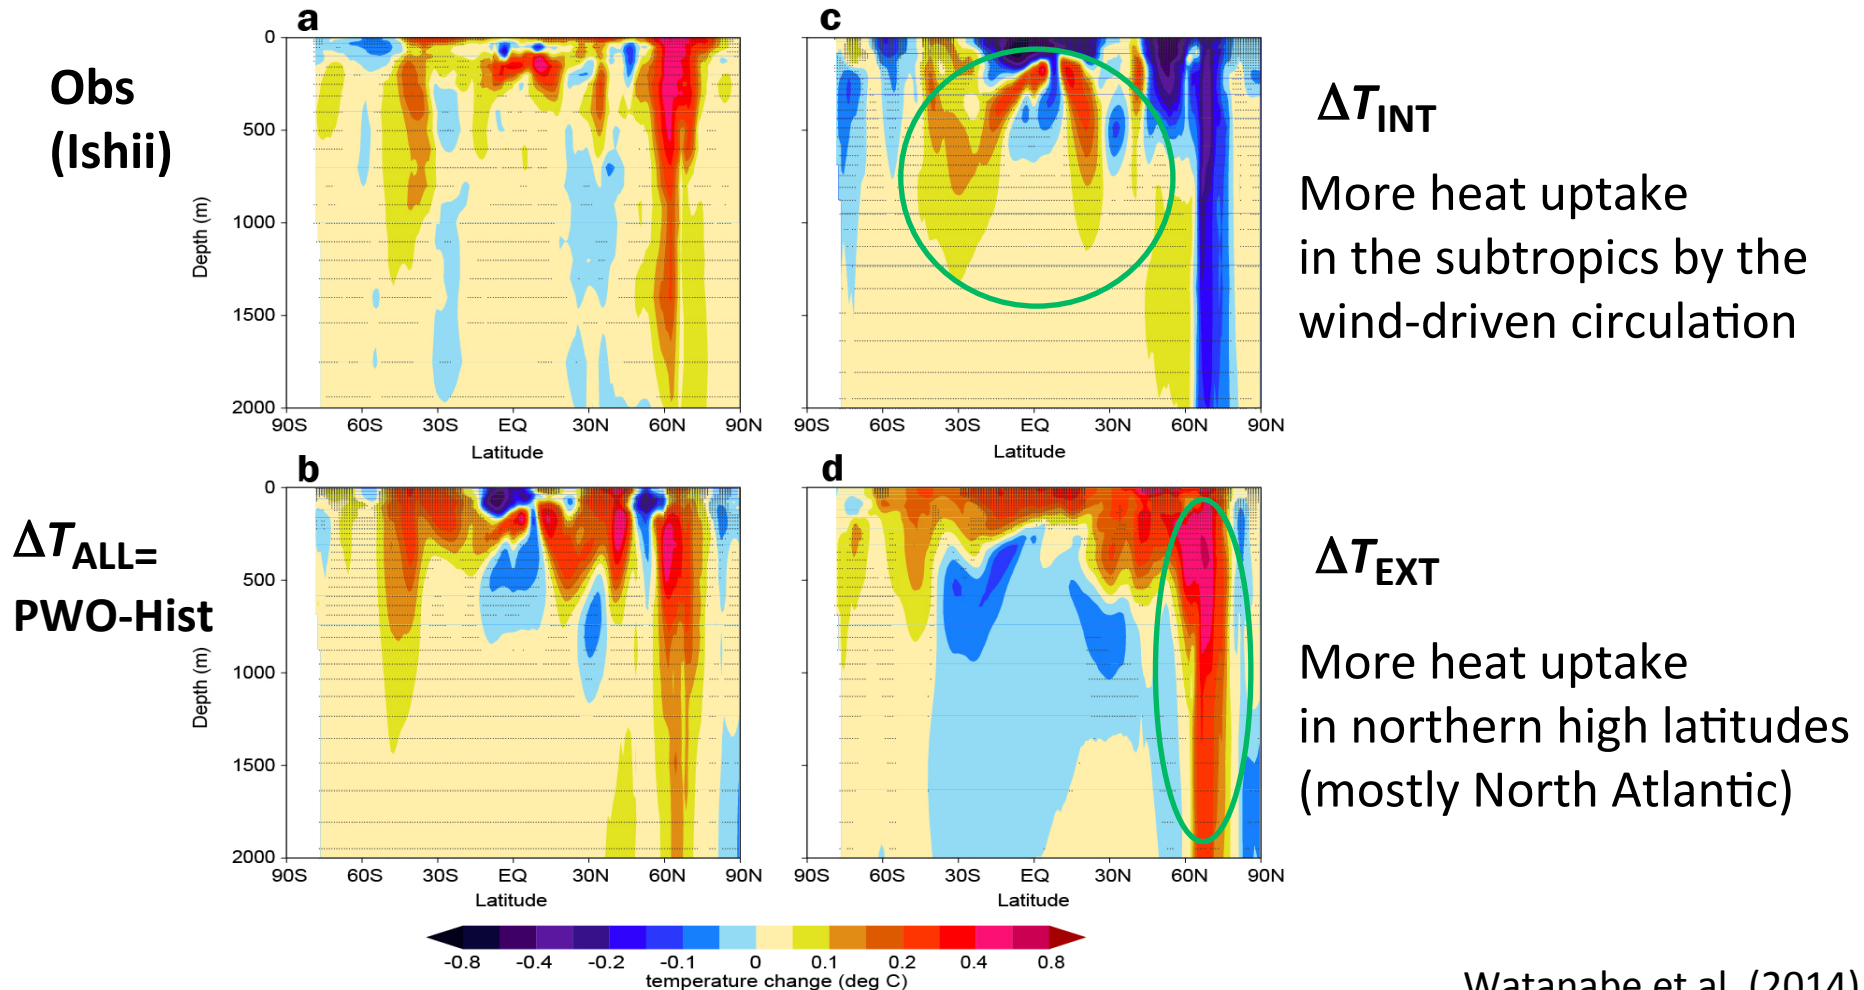 a
Obs
(Ishii)
0
500
1000
1500
2000
Depth (m)
90S 60S 30S EQ 30N 60N 90N
Latitude
c
90S 60S 30S EQ 30N 60N 90N
Latitude
ΔT_INT
More heat uptake
in the subtropics by the
wind-driven circulation
b
ΔT_ALL=
PWO-Hist
0
500
1000
1500
2000
Depth (m)
90S 60S 30S EQ 30N 60N 90N
Latitude
d
90S 60S 30S EQ 30N 60N 90N
Latitude
ΔT_EXT
More heat uptake
in northern high latitudes
(mostly North Atlantic)
-0.8 -0.4 -0.2 -0.1 0 0.1 0.2 0.4 0.8
temperature change (deg C)
Watanabe et al. (2014)